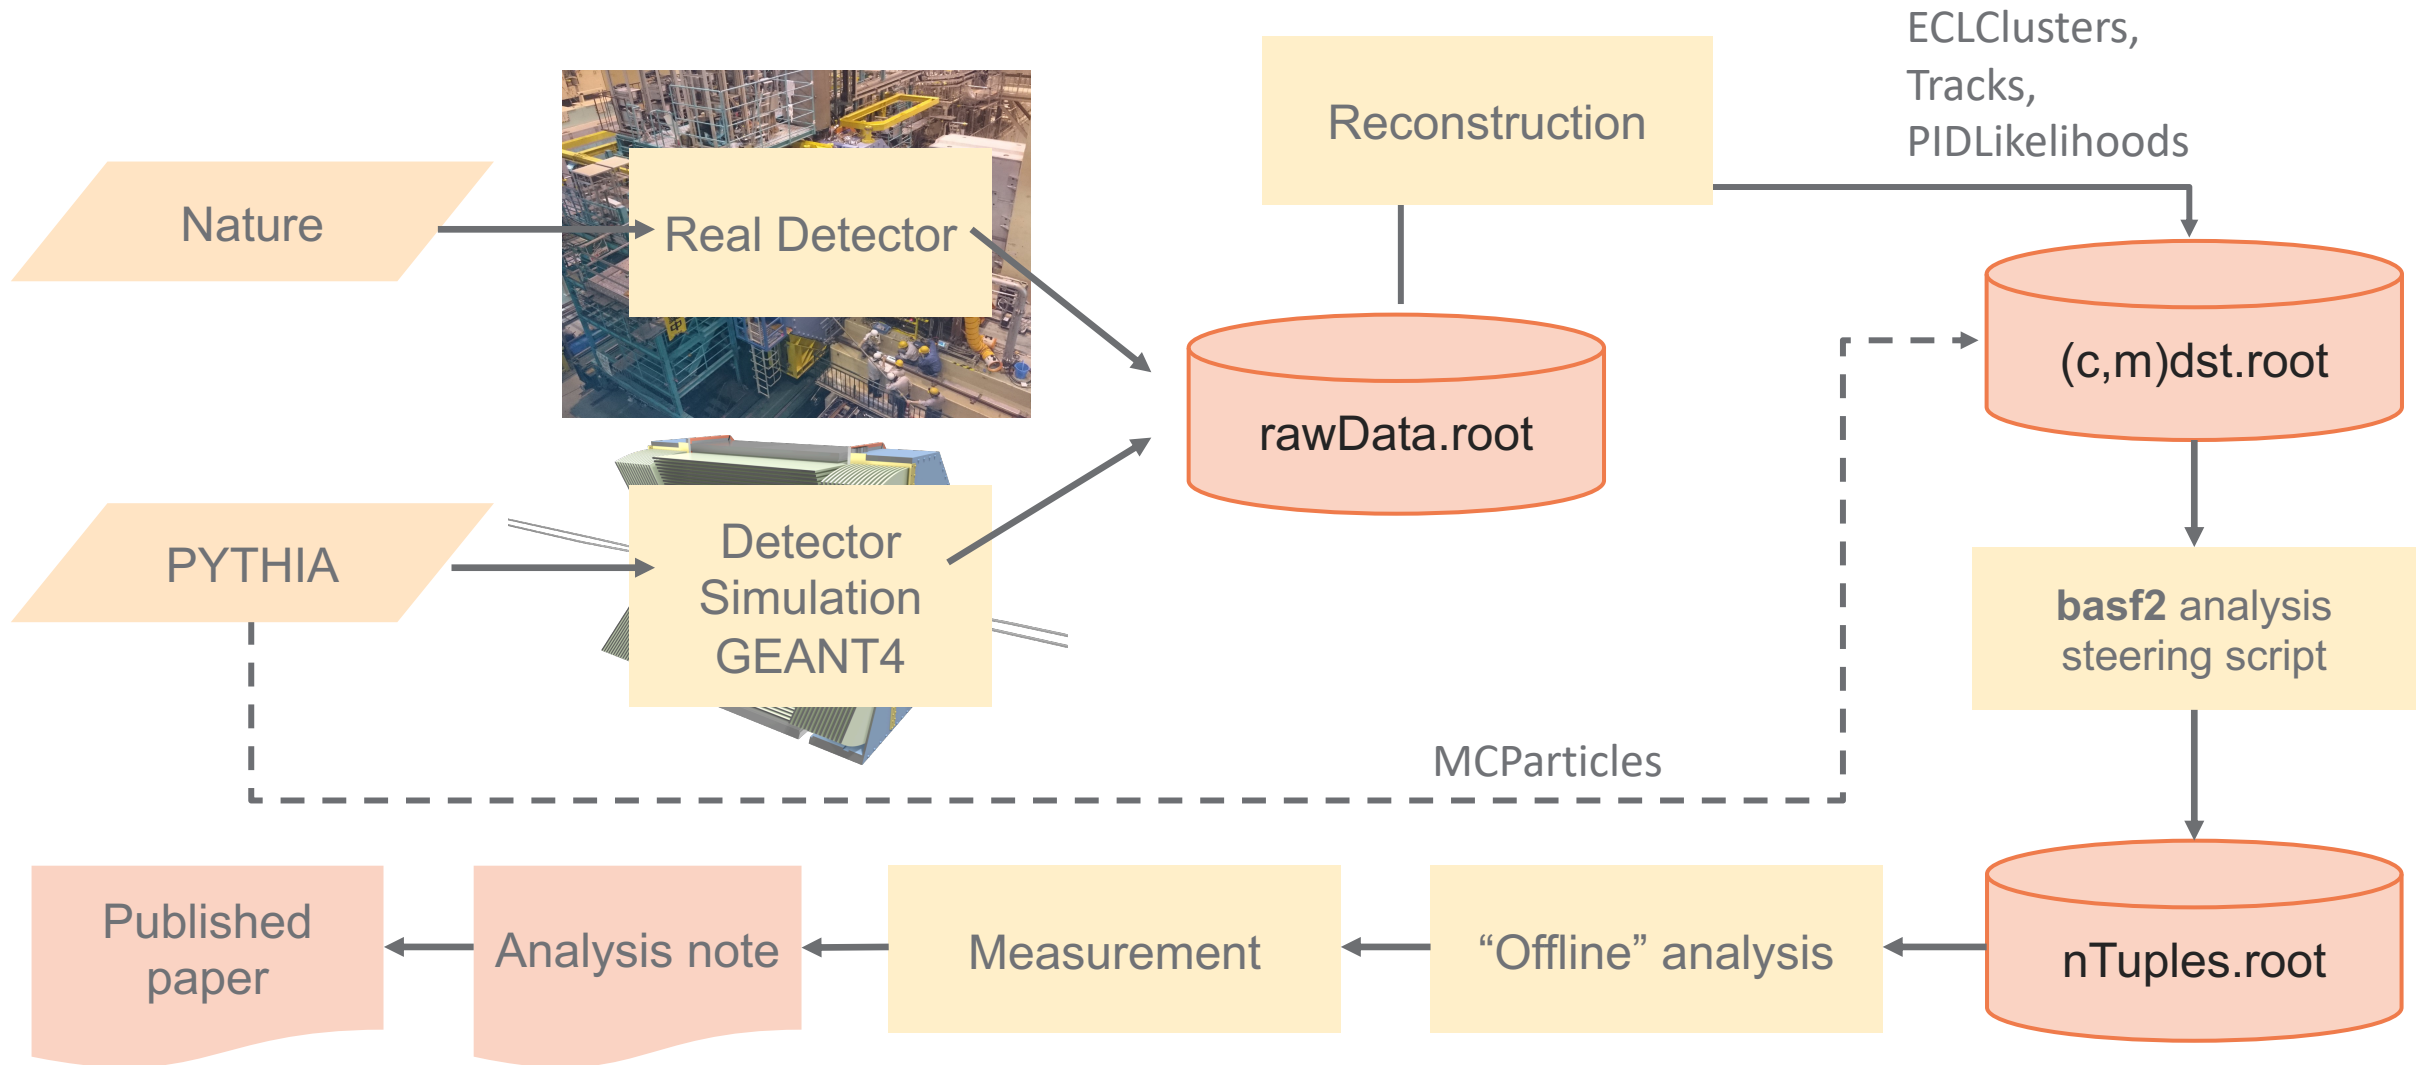 ECLClusters,
Tracks,
PIDLikelihoods
Reconstruction
Nature
Real Detector
(c,m)dst.root
rawData.root
PYTHIA
Detector
Simulation
GEANT4
basf2 analysis
steering script
MCParticles
Published
paper
Analysis note
Measurement
“Offline” analysis
nTuples.root